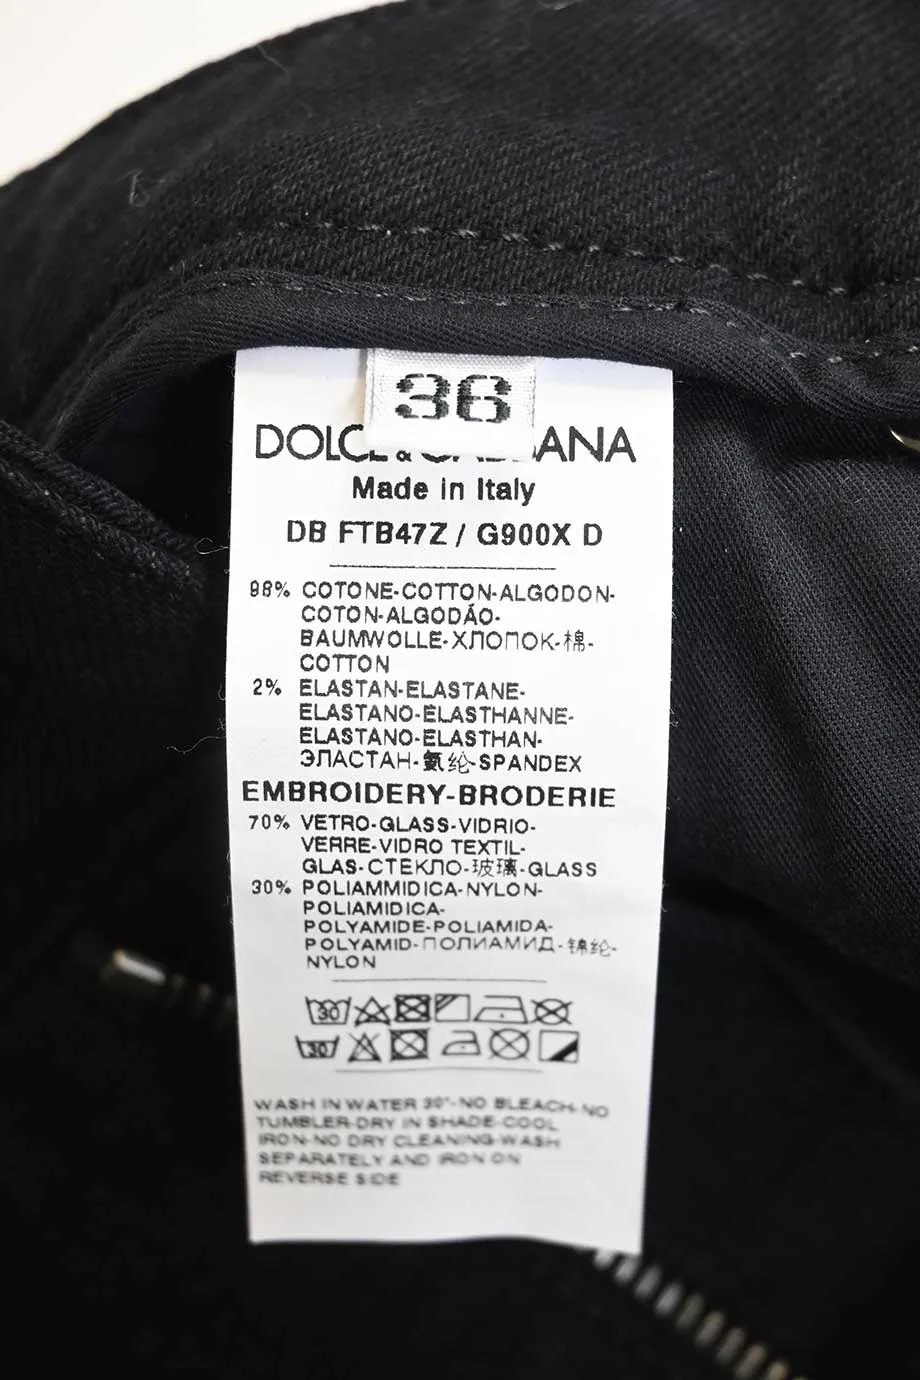 36
DOLCE & GABBANA
Made in Italy
DB FTB47Z / G900X D
98% COTONE-COTTON-ALGODON-
COTON-ALGODÃO-
BAUMWOLLE-ХЛОПОК-棉-
COTTON
2% ELASTAN-ELASTANE-
ELASTANO-ELASTHANNE-
ELASTANO-ELASTHAN-
ЭЛАСТАН-氨纶-SPANDEX
EMBROIDERY-BRODERIE
70% VETRO-GLASS-VIDRIO-
VERRE-VIDRO TEXTIL-
GLAS-СТЕКЛО-玻璃-GLASS
30% POLIAMMIDICA-NYLON-
POLIAMIDICA-
POLYAMIDE-POLIAMIDA-
POLYAMID-ПОЛИАМИД-锦纶-
NYLON
30
30
WASH IN WATER 30°-NO BLEACH-NO
TUMBLER-DRY IN SHADE-COOL
IRON-NO DRY CLEANING-WASH
SEPARATELY AND IRON ON
REVERSE SIDE